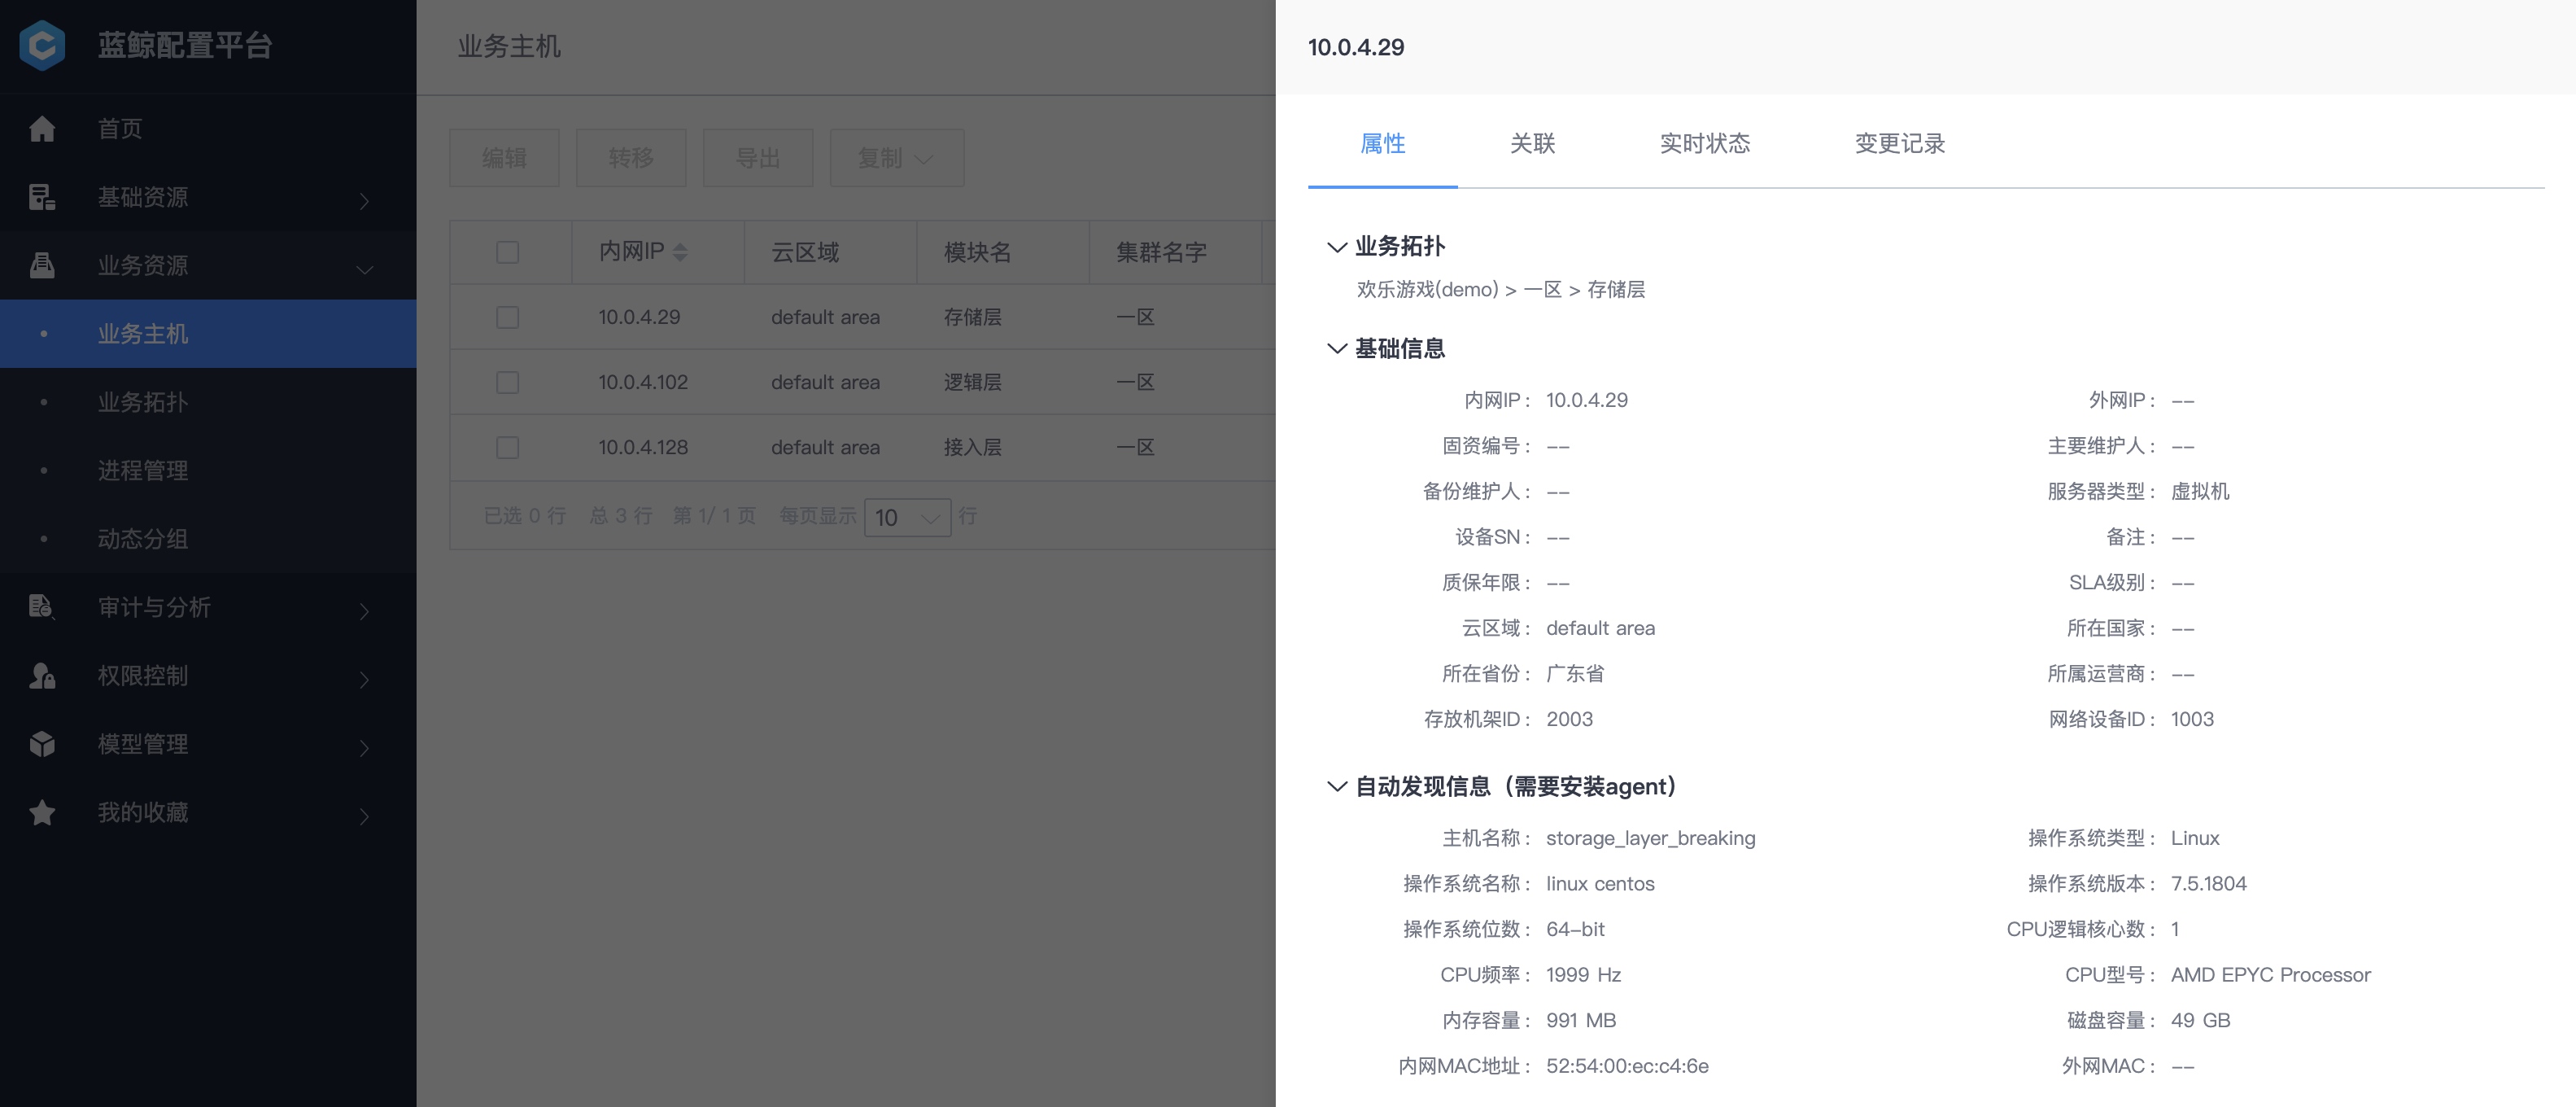 蓝鲸配置平台
首页
基础资源
业务资源
业务主机
业务拓扑
进程管理
动态分组
审计与分析
权限控制
模型管理
我的收藏
业务主机
编辑 转移 导出 复制
内网IP 云区域 模块名 集群名字
10.0.4.29 default area 存储层 一区
10.0.4.102 default area 逻辑层 一区
10.0.4.128 default area 接入层 一区
已选 0 行 总 3 行 第 1/ 1 页 每页显示 10 行
10.0.4.29
属性 关联 实时状态 变更记录
业务拓扑
欢乐游戏(demo) > 一区 > 存储层
基础信息
内网IP : 10.0.4.29 外网IP : --
固资编号 : -- 主要维护人 : --
备份维护人 : -- 服务器类型 : 虚拟机
设备SN : -- 备注 : --
质保年限 : -- SLA级别 : --
云区域 : default area 所在国家 : --
所在省份 : 广东省 所属运营商 : --
存放机架ID : 2003 网络设备ID : 1003
自动发现信息（需要安装agent）
主机名称 : storage_layer_breaking 操作系统类型 : Linux
操作系统名称 : linux centos 操作系统版本 : 7.5.1804
操作系统位数 : 64-bit CPU逻辑核心数 : 1
CPU频率 : 1999 Hz CPU型号 : AMD EPYC Processor
内存容量 : 991 MB 磁盘容量 : 49 GB
内网MAC地址 : 52:54:00:ec:c4:6e 外网MAC : --